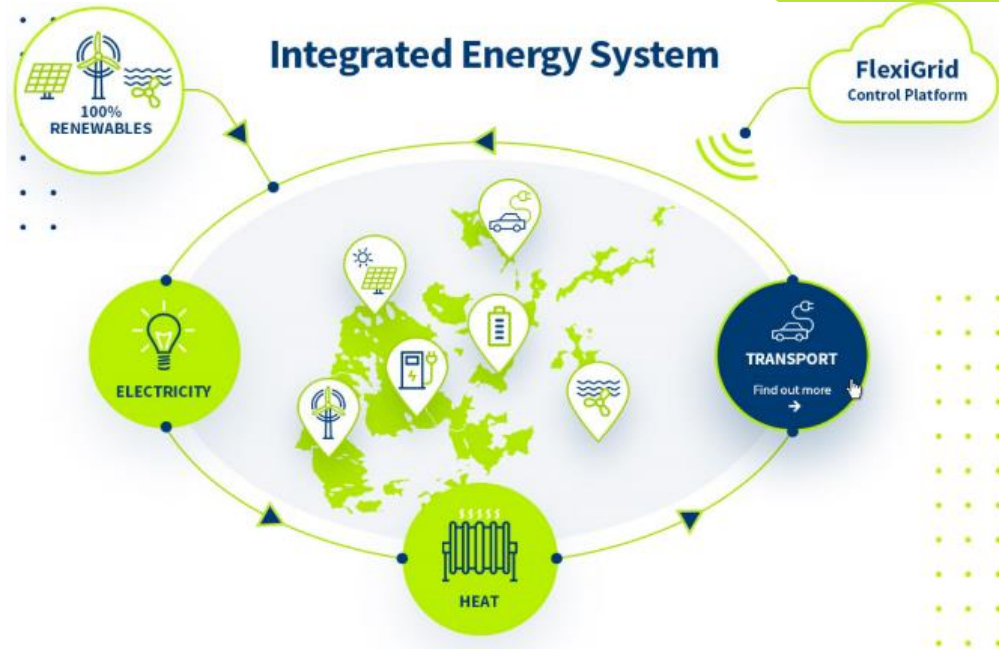 Integrated Energy System
100%
RENEWABLES
FlexiGrid
Control Platform
ELECTRICITY
TRANSPORT
Find out more
HEAT